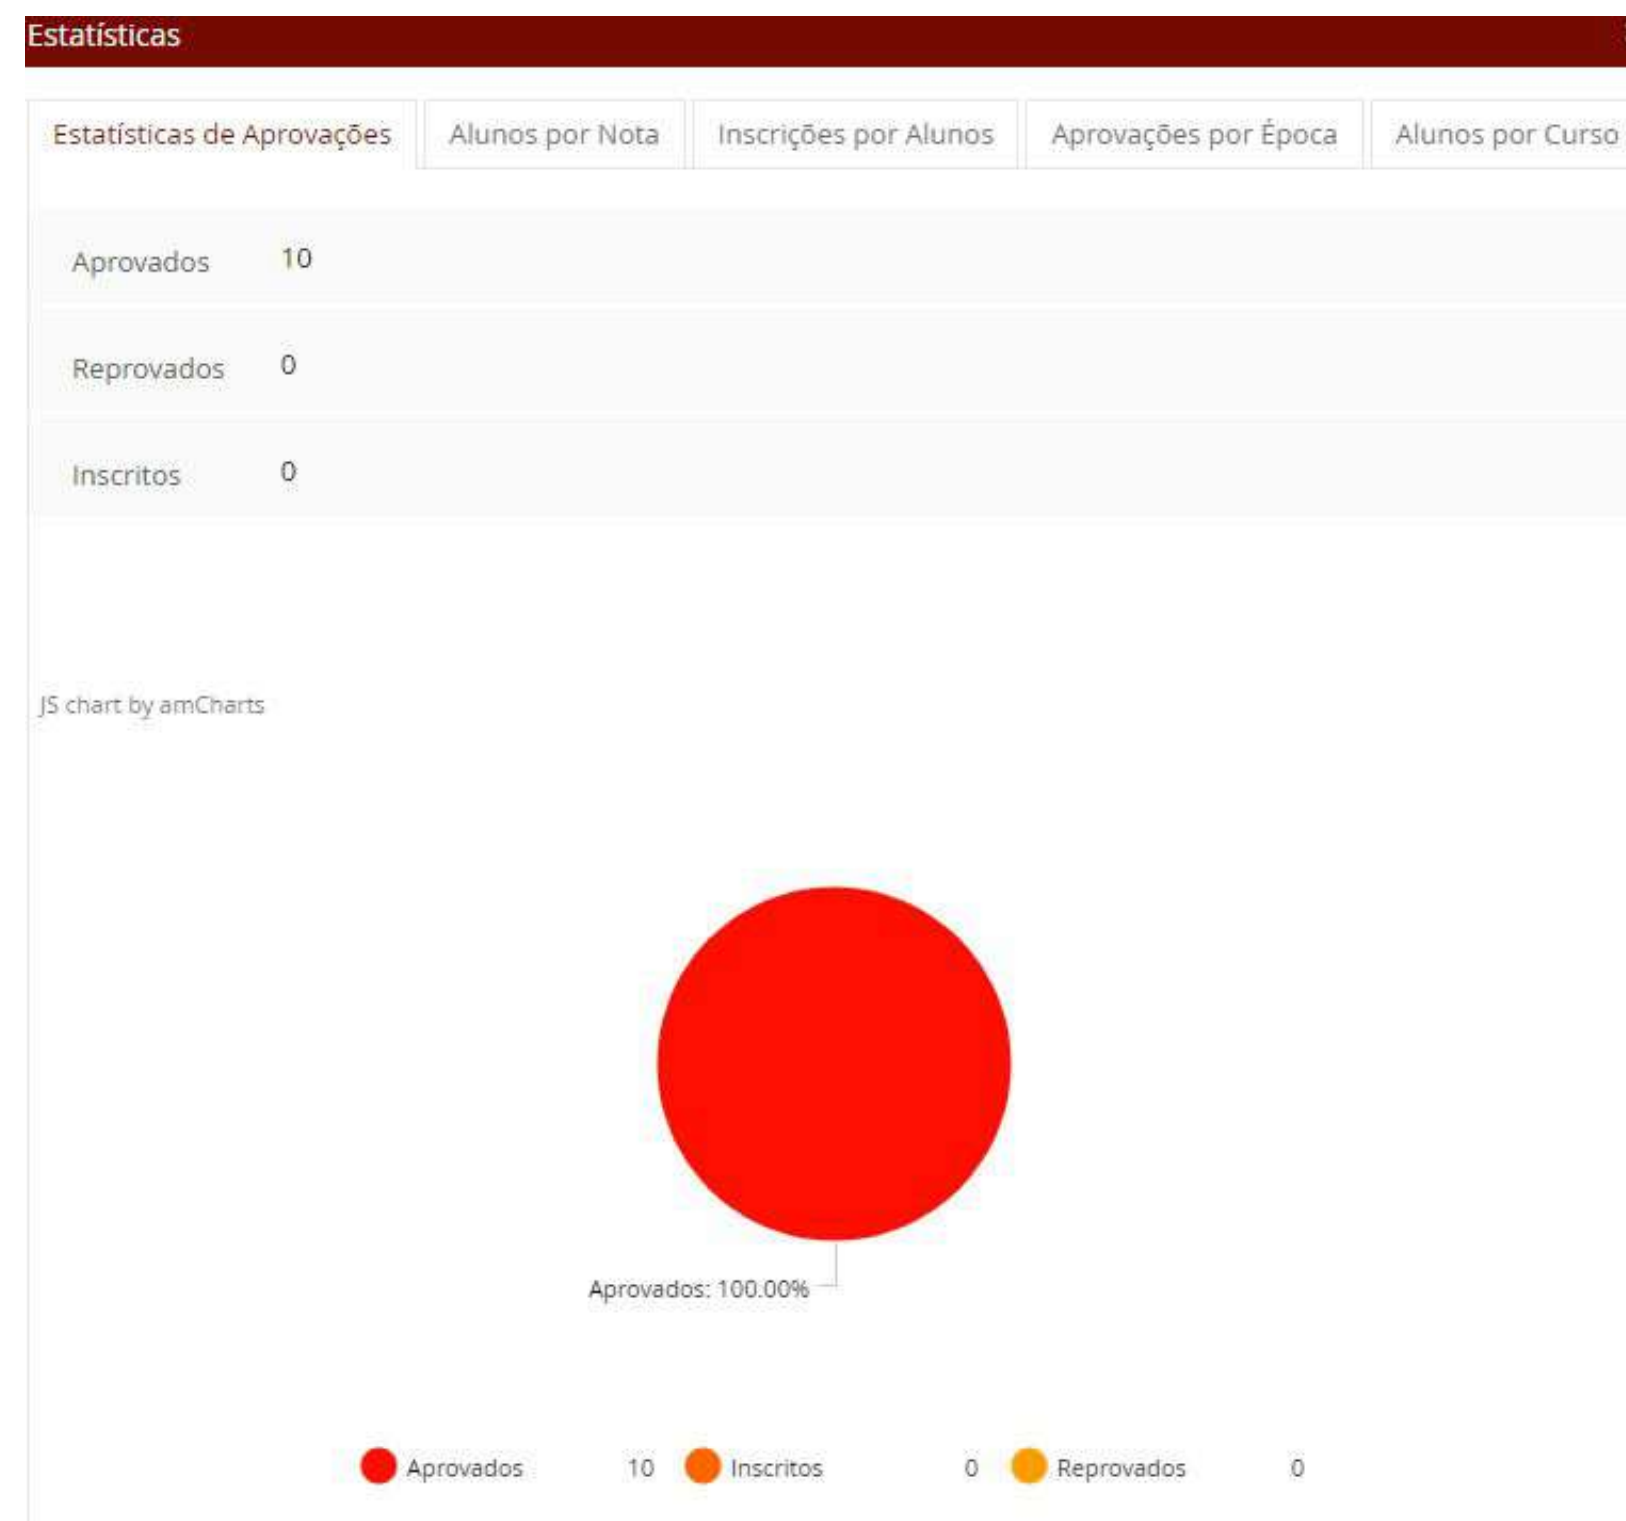 Estatísticas
Estatísticas de Aprovações Alunos por Nota Inscrições por Alunos Aprovações por Época Alunos por Curso
Aprovados 10
Reprovados 0
Inscritos 0
JS chart by amCharts
Aprovados: 100.00%
Aprovados 10 Inscritos 0 Reprovados 0